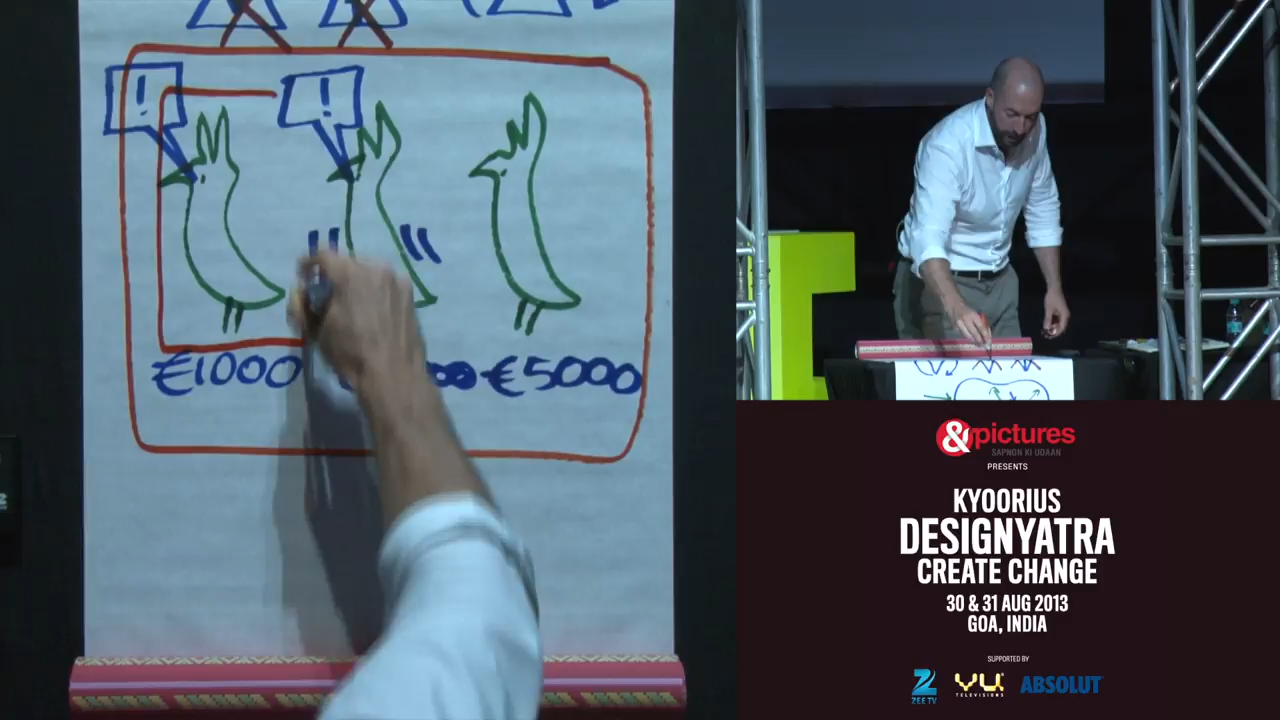 !
!
€1000
€5000
&pictures
SAPNON KI UDAAN
PRESENTS
KYOORIUS
DESIGNYATRA
CREATE CHANGE
30 & 31 AUG 2013
GOA, INDIA
SUPPORTED BY
Z
ZEE TV
YU
TELEVISIONS
ABSOLUT